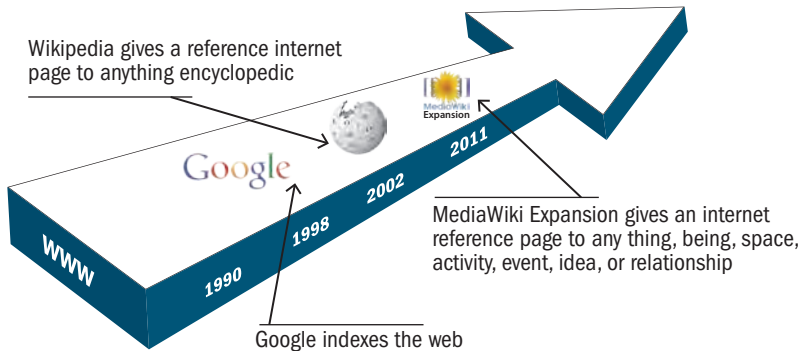 Wikipedia gives a reference internet
page to anything encyclopedic
Google
MediaWiki
Expansion
WWW
1990
1998
2002
2011
MediaWiki Expansion gives an internet
reference page to any thing, being, space,
activity, event, idea, or relationship
Google indexes the web